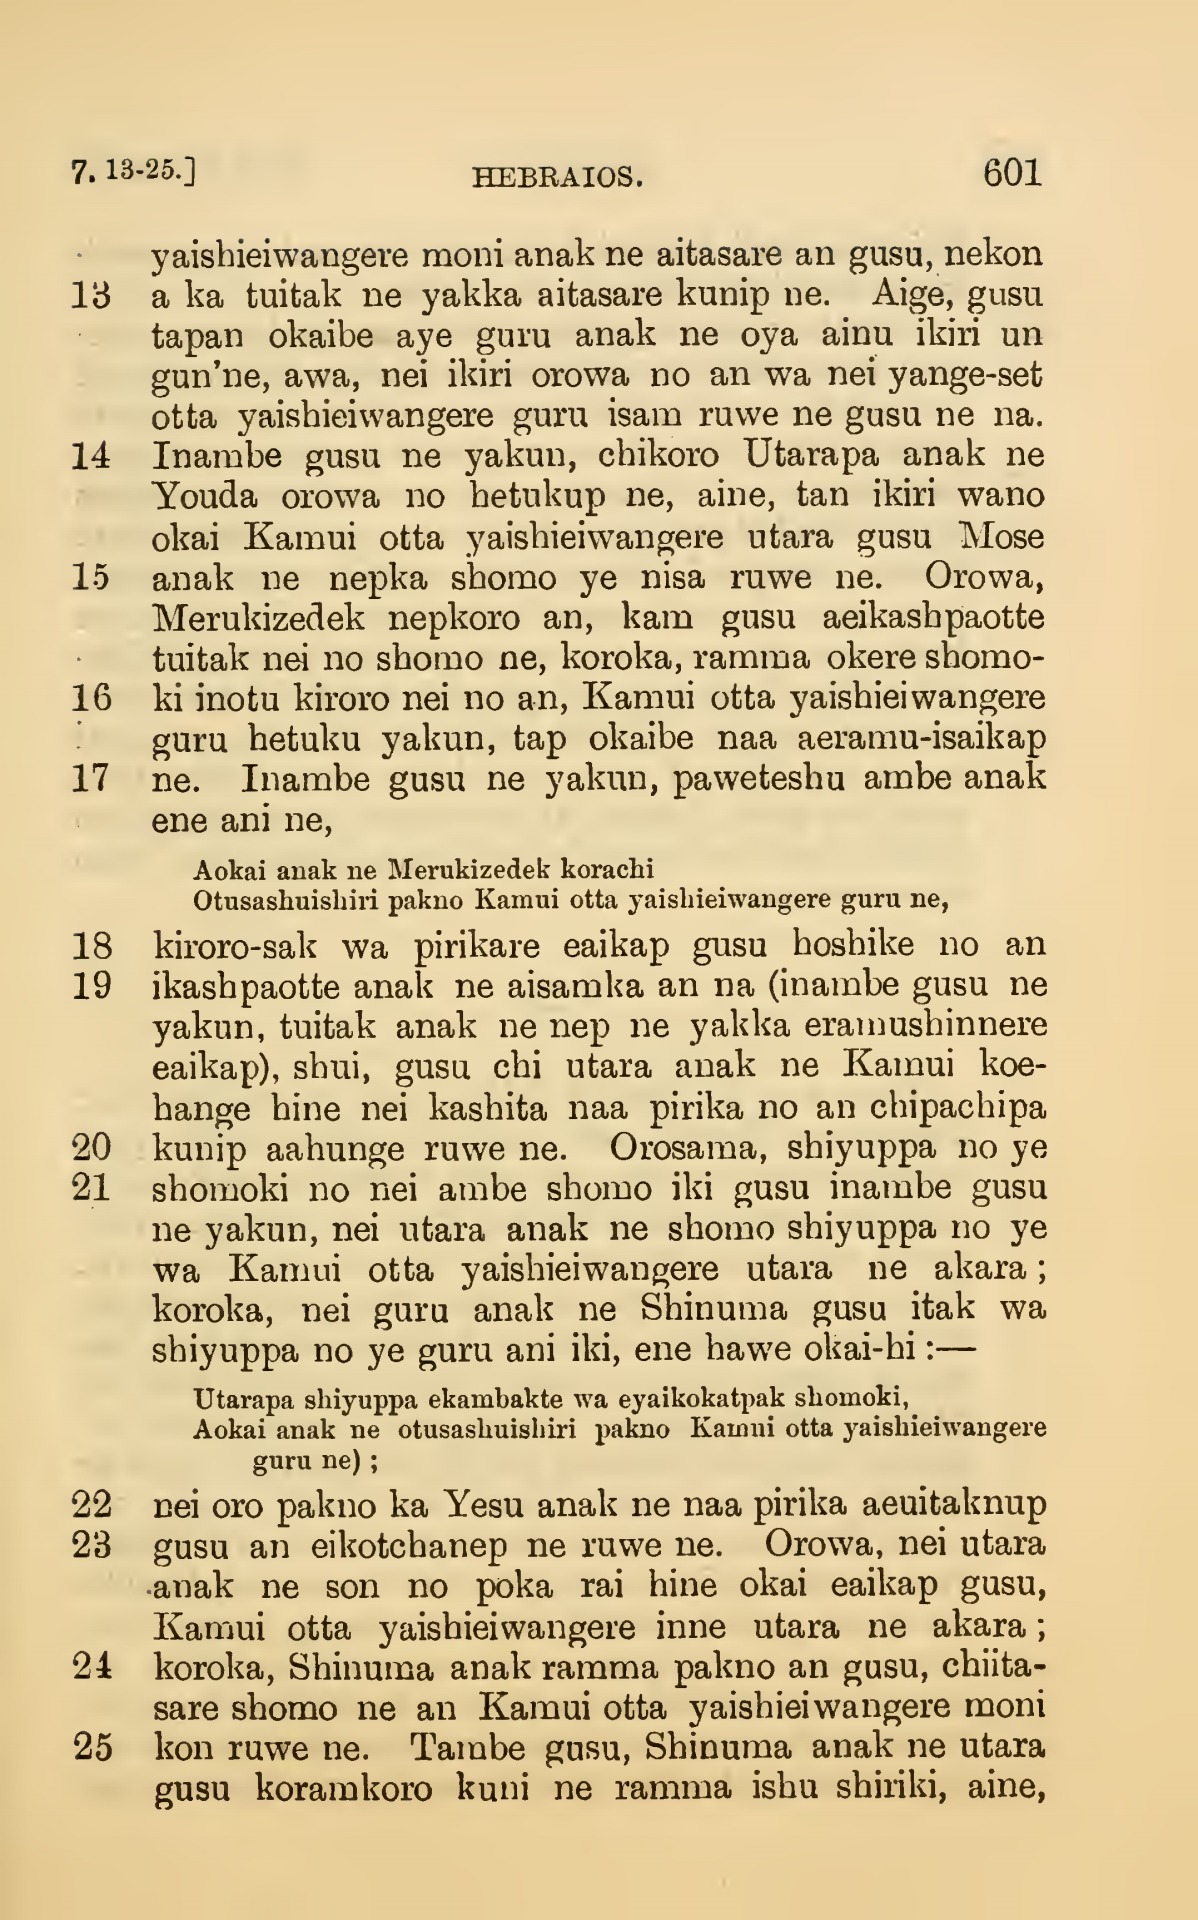 7. 13-25.] HEBRAIOS. 601
yaishieiwangere moni anak ne aitasare an gusu, nekon
13 a ka tuitak ne yakka aitasare kunip ne. Aige, gusu
tapan okaibe aye guru anak ne oya ainu ikiri un
gun'ne, awa, nei ikiri orowa no an wa nei yange-set
otta yaishieiwangere guru isam ruwe ne gusu ne na.
14 Inambe gusu ne yakun, chikoro Utarapa anak ne
Youda orowa no hetukup ne, aine, tan ikiri wano
okai Kamui otta yaishieiwangere utara gusu Mose
15 anak ne nepka shomo ye nisa ruwe ne. Orowa,
Merukizedek nepkoro an, kam gusu aeikashpaotte
tuitak nei no shomo ne, koroka, ramma okere shomo-
16 ki inotu kiroro nei no an, Kamui otta yaishieiwangere
guru hetuku yakun, tap okaibe naa aeramu-isaikap
17 ne. Inambe gusu ne yakun, paweteshu ambe anak
ene ani ne,
Aokai anak ne Merukizedek korachi
Otusashuishiri pakno Kamui otta yaishieiwangere guru ne,
18 kiroro-sak wa pirikare eaikap gusu hoshike no an
19 ikashpaotte anak ne aisamka an na (inambe gusu ne
yakun, tuitak anak ne nep ne yakka eramushinnere
eaikap), shui, gusu chi utara anak ne Kamui koe-
hange hine nei kashita naa pirika no an chipachipa
20 kunip aahunge ruwe ne. Orosama, shiyuppa no ye
21 shomoki no nei ambe shomo iki gusu inambe gusu
ne yakun, nei utara anak ne shomo shiyuppa no ye
wa Kamui otta yaishieiwangere utara ne akara ;
koroka, nei guru anak ne Shinuma gusu itak wa
shiyuppa no ye guru ani iki, ene hawe okai-hi :—
Utarapa shiyuppa ekambakte wa eyaikokatpak shomoki,
Aokai anak ne otusashuishiri pakno Kamui otta yaishieiwangere
guru ne) ;
22 nei oro pakno ka Yesu anak ne naa pirika aeuitaknup
23 gusu an eikotchanep ne ruwe ne. Orowa, nei utara
anak ne son no poka rai hine okai eaikap gusu,
Kamui otta yaishieiwangere inne utara ne akara ;
24 koroka, Shinuma anak ramma pakno an gusu, chiita-
sare shomo ne an Kamui otta yaishieiwangere moni
25 kon ruwe ne. Tambe gusu, Shinuma anak ne utara
gusu koramkoro kuni ne ramma ishu shiriki, aine,